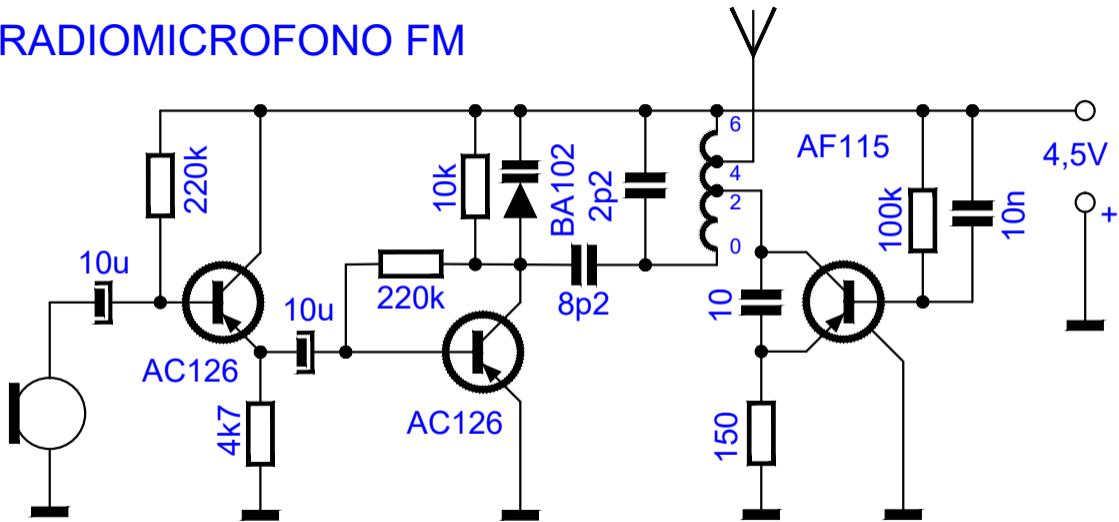 RADIOMICROFONO FM
6
4
2
0
AF115
4,5V
+
220k
10k
BA102
2p2
100k
10n
10u
220k
8p2
10
10u
AC126
AC126
4k7
150